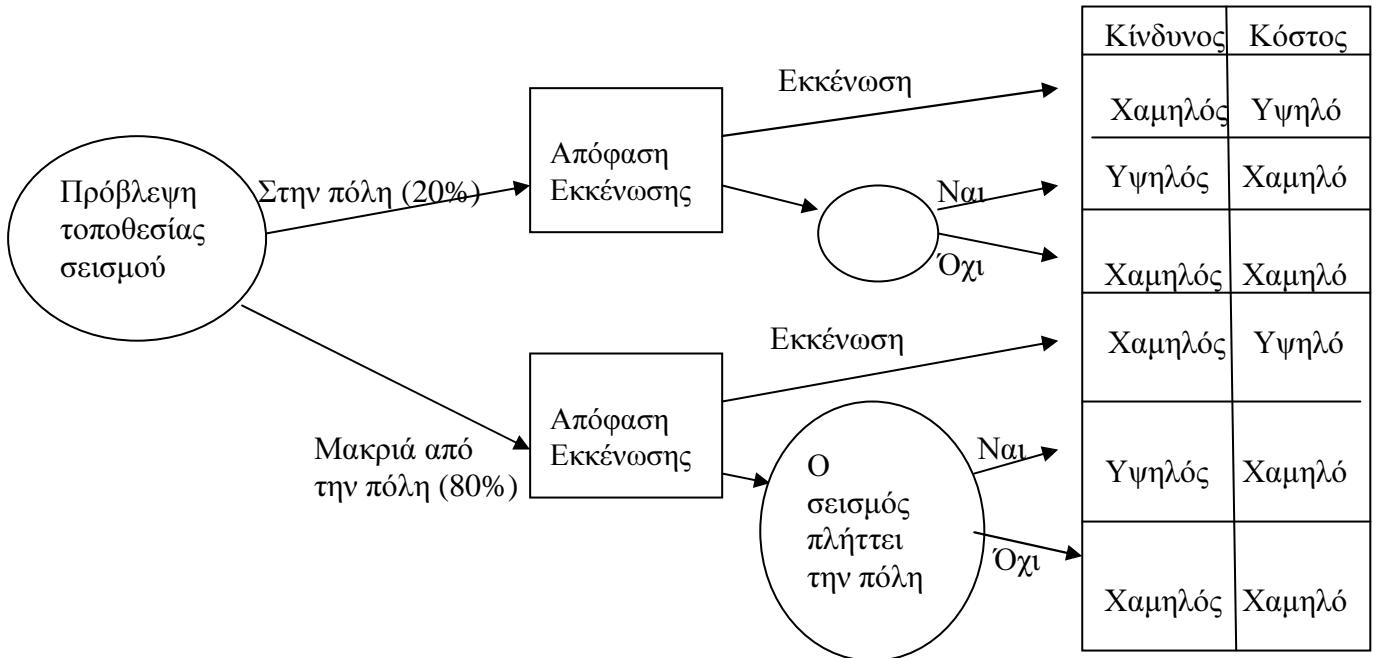 Κίνδυνος Κόστος
Εκκένωση
Χαμηλός Υψηλό
Απόφαση
Εκκένωσης
Πρόβλεψη
τοποθεσίας
σεισμού
Στην πόλη (20%)
Ναι
Υψηλός Χαμηλό
Όχι
Χαμηλός Χαμηλό
Εκκένωση
Χαμηλός Υψηλό
Απόφαση
Εκκένωσης
Μακριά από
την πόλη (80%)
Ο
σεισμός
πλήττει
την πόλη
Ναι
Υψηλός Χαμηλό
Όχι
Χαμηλός Χαμηλό